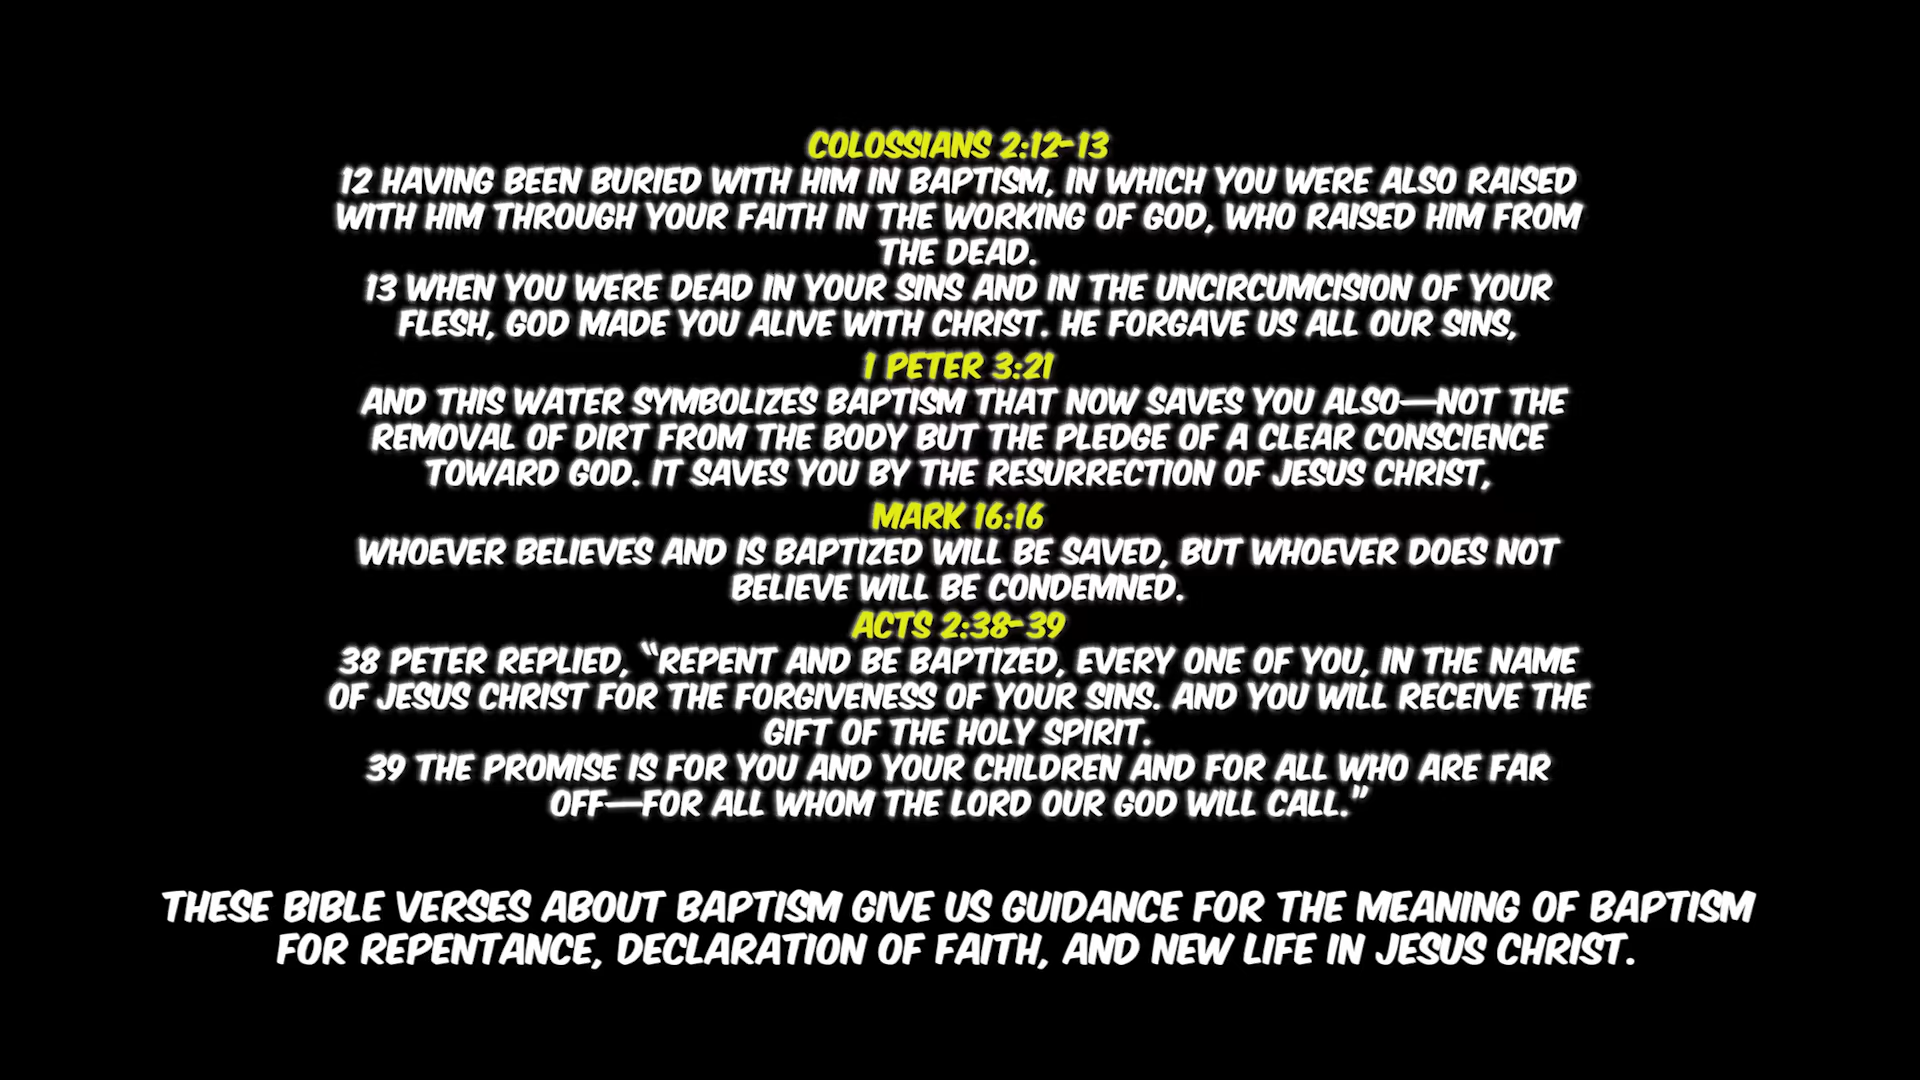 COLOSSIANS 2:12-13
12 HAVING BEEN BURIED WITH HIM IN BAPTISM, IN WHICH YOU WERE ALSO RAISED
WITH HIM THROUGH YOUR FAITH IN THE WORKING OF GOD, WHO RAISED HIM FROM
THE DEAD.
13 WHEN YOU WERE DEAD IN YOUR SINS AND IN THE UNCIRCUMCISION OF YOUR
FLESH, GOD MADE YOU ALIVE WITH CHRIST. HE FORGAVE US ALL OUR SINS,
1 PETER 3:21
AND THIS WATER SYMBOLIZES BAPTISM THAT NOW SAVES YOU ALSO—NOT THE
REMOVAL OF DIRT FROM THE BODY BUT THE PLEDGE OF A CLEAR CONSCIENCE
TOWARD GOD. IT SAVES YOU BY THE RESURRECTION OF JESUS CHRIST,
MARK 16:16
WHOEVER BELIEVES AND IS BAPTIZED WILL BE SAVED, BUT WHOEVER DOES NOT
BELIEVE WILL BE CONDEMNED.
ACTS 2:38-39
38 PETER REPLIED, “REPENT AND BE BAPTIZED, EVERY ONE OF YOU, IN THE NAME
OF JESUS CHRIST FOR THE FORGIVENESS OF YOUR SINS. AND YOU WILL RECEIVE THE
GIFT OF THE HOLY SPIRIT.
39 THE PROMISE IS FOR YOU AND YOUR CHILDREN AND FOR ALL WHO ARE FAR
OFF—FOR ALL WHOM THE LORD OUR GOD WILL CALL.”
THESE BIBLE VERSES ABOUT BAPTISM GIVE US GUIDANCE FOR THE MEANING OF BAPTISM
FOR REPENTANCE, DECLARATION OF FAITH, AND NEW LIFE IN JESUS CHRIST.